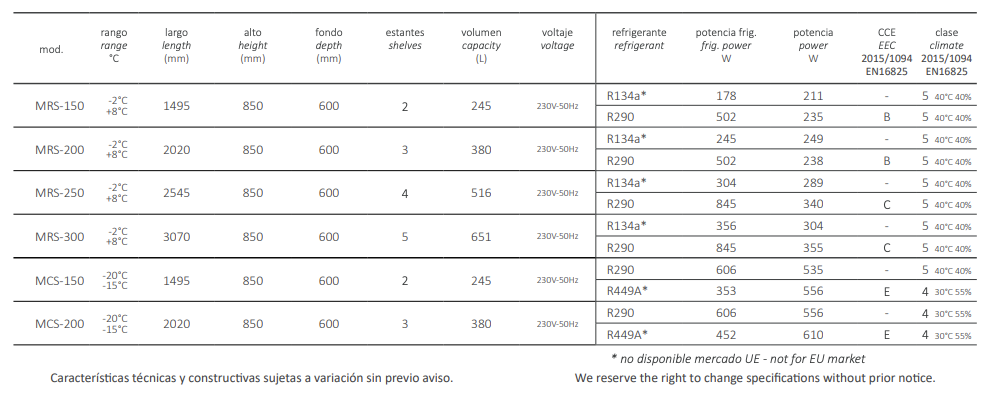 mod. rango range °C largo length (mm) alto height (mm) fondo depth (mm) estantes shelves volumen capacity (L) voltaje voltage refrigerante refrigerant potencia frig. frig. power W potencia power W CCE EEC 2015/1094 EN16825 clase climate 2015/1094 EN16825
MRS-150 -2°C +8°C 1495 850 600 2 245 230V-50Hz R134a* 178 211 - 5 40°C 40%
R290 502 235 B 5 40°C 40%
MRS-200 -2°C +8°C 2020 850 600 3 380 230V-50Hz R134a* 245 249 - 5 40°C 40%
R290 502 238 B 5 40°C 40%
MRS-250 -2°C +8°C 2545 850 600 4 516 230V-50Hz R134a* 304 289 - 5 40°C 40%
R290 845 340 C 5 40°C 40%
MRS-300 -2°C +8°C 3070 850 600 5 651 230V-50Hz R134a* 356 304 - 5 40°C 40%
R290 845 355 C 5 40°C 40%
MCS-150 -20°C -15°C 1495 850 600 2 245 230V-50Hz R290 606 535 - 5 40°C 40%
R449A* 353 556 E 4 30°C 55%
MCS-200 -20°C -15°C 2020 850 600 3 380 230V-50Hz R290 606 556 - 4 30°C 55%
R449A* 452 610 E 4 30°C 55%
* no disponible mercado UE - not for EU market
Características técnicas y constructivas sujetas a variación sin previo aviso.
We reserve the right to change specifications without prior notice.